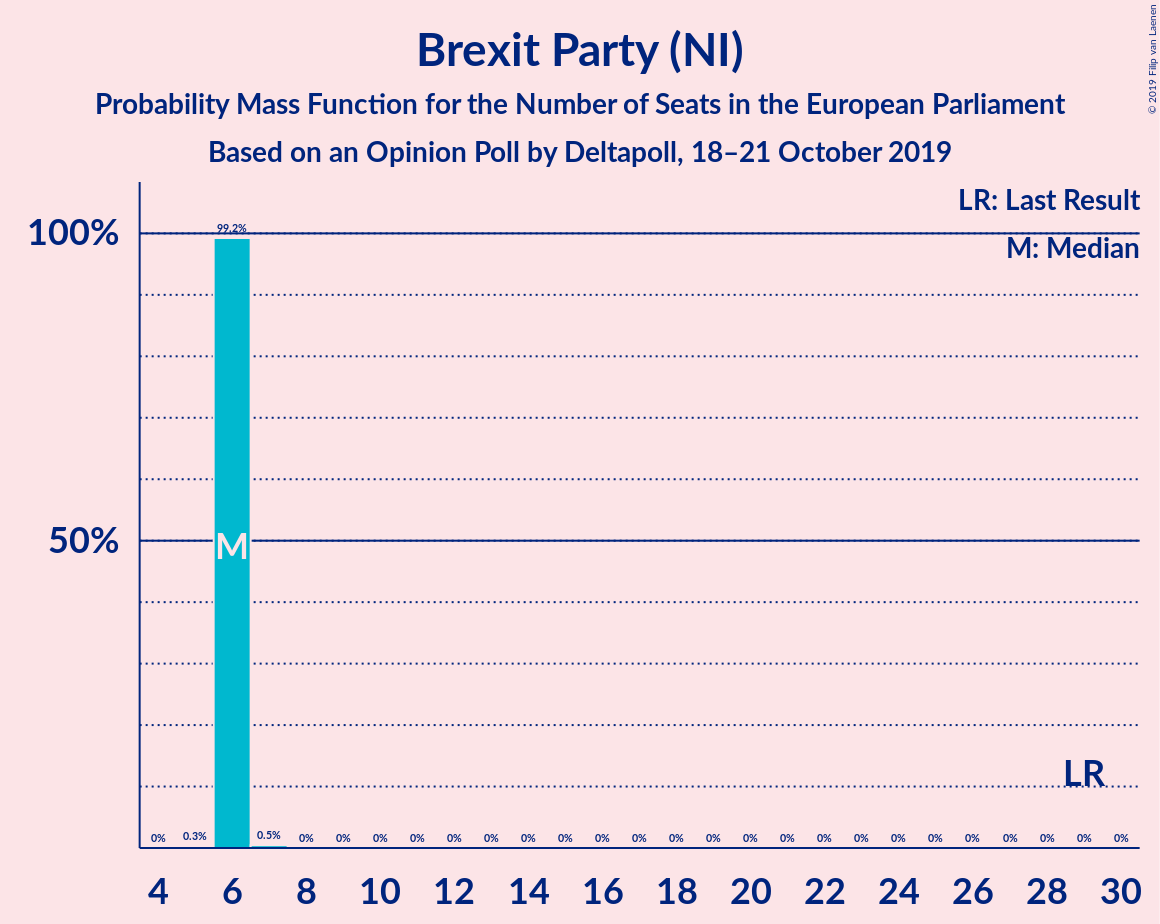 Brexit Party (NI)
Probability Mass Function for the Number of Seats in the European Parliament
Based on an Opinion Poll by Deltapoll, 18–21 October 2019
© 2019 Filip van Laenen
LR: Last Result
M: Median
100%
99.2%
50%
M
LR
0% 0.3% 0.5% 0% 0% 0% 0% 0% 0% 0% 0% 0% 0% 0% 0% 0% 0% 0% 0% 0% 0% 0% 0% 0% 0% 0%
4 6 8 10 12 14 16 18 20 22 24 26 28 30